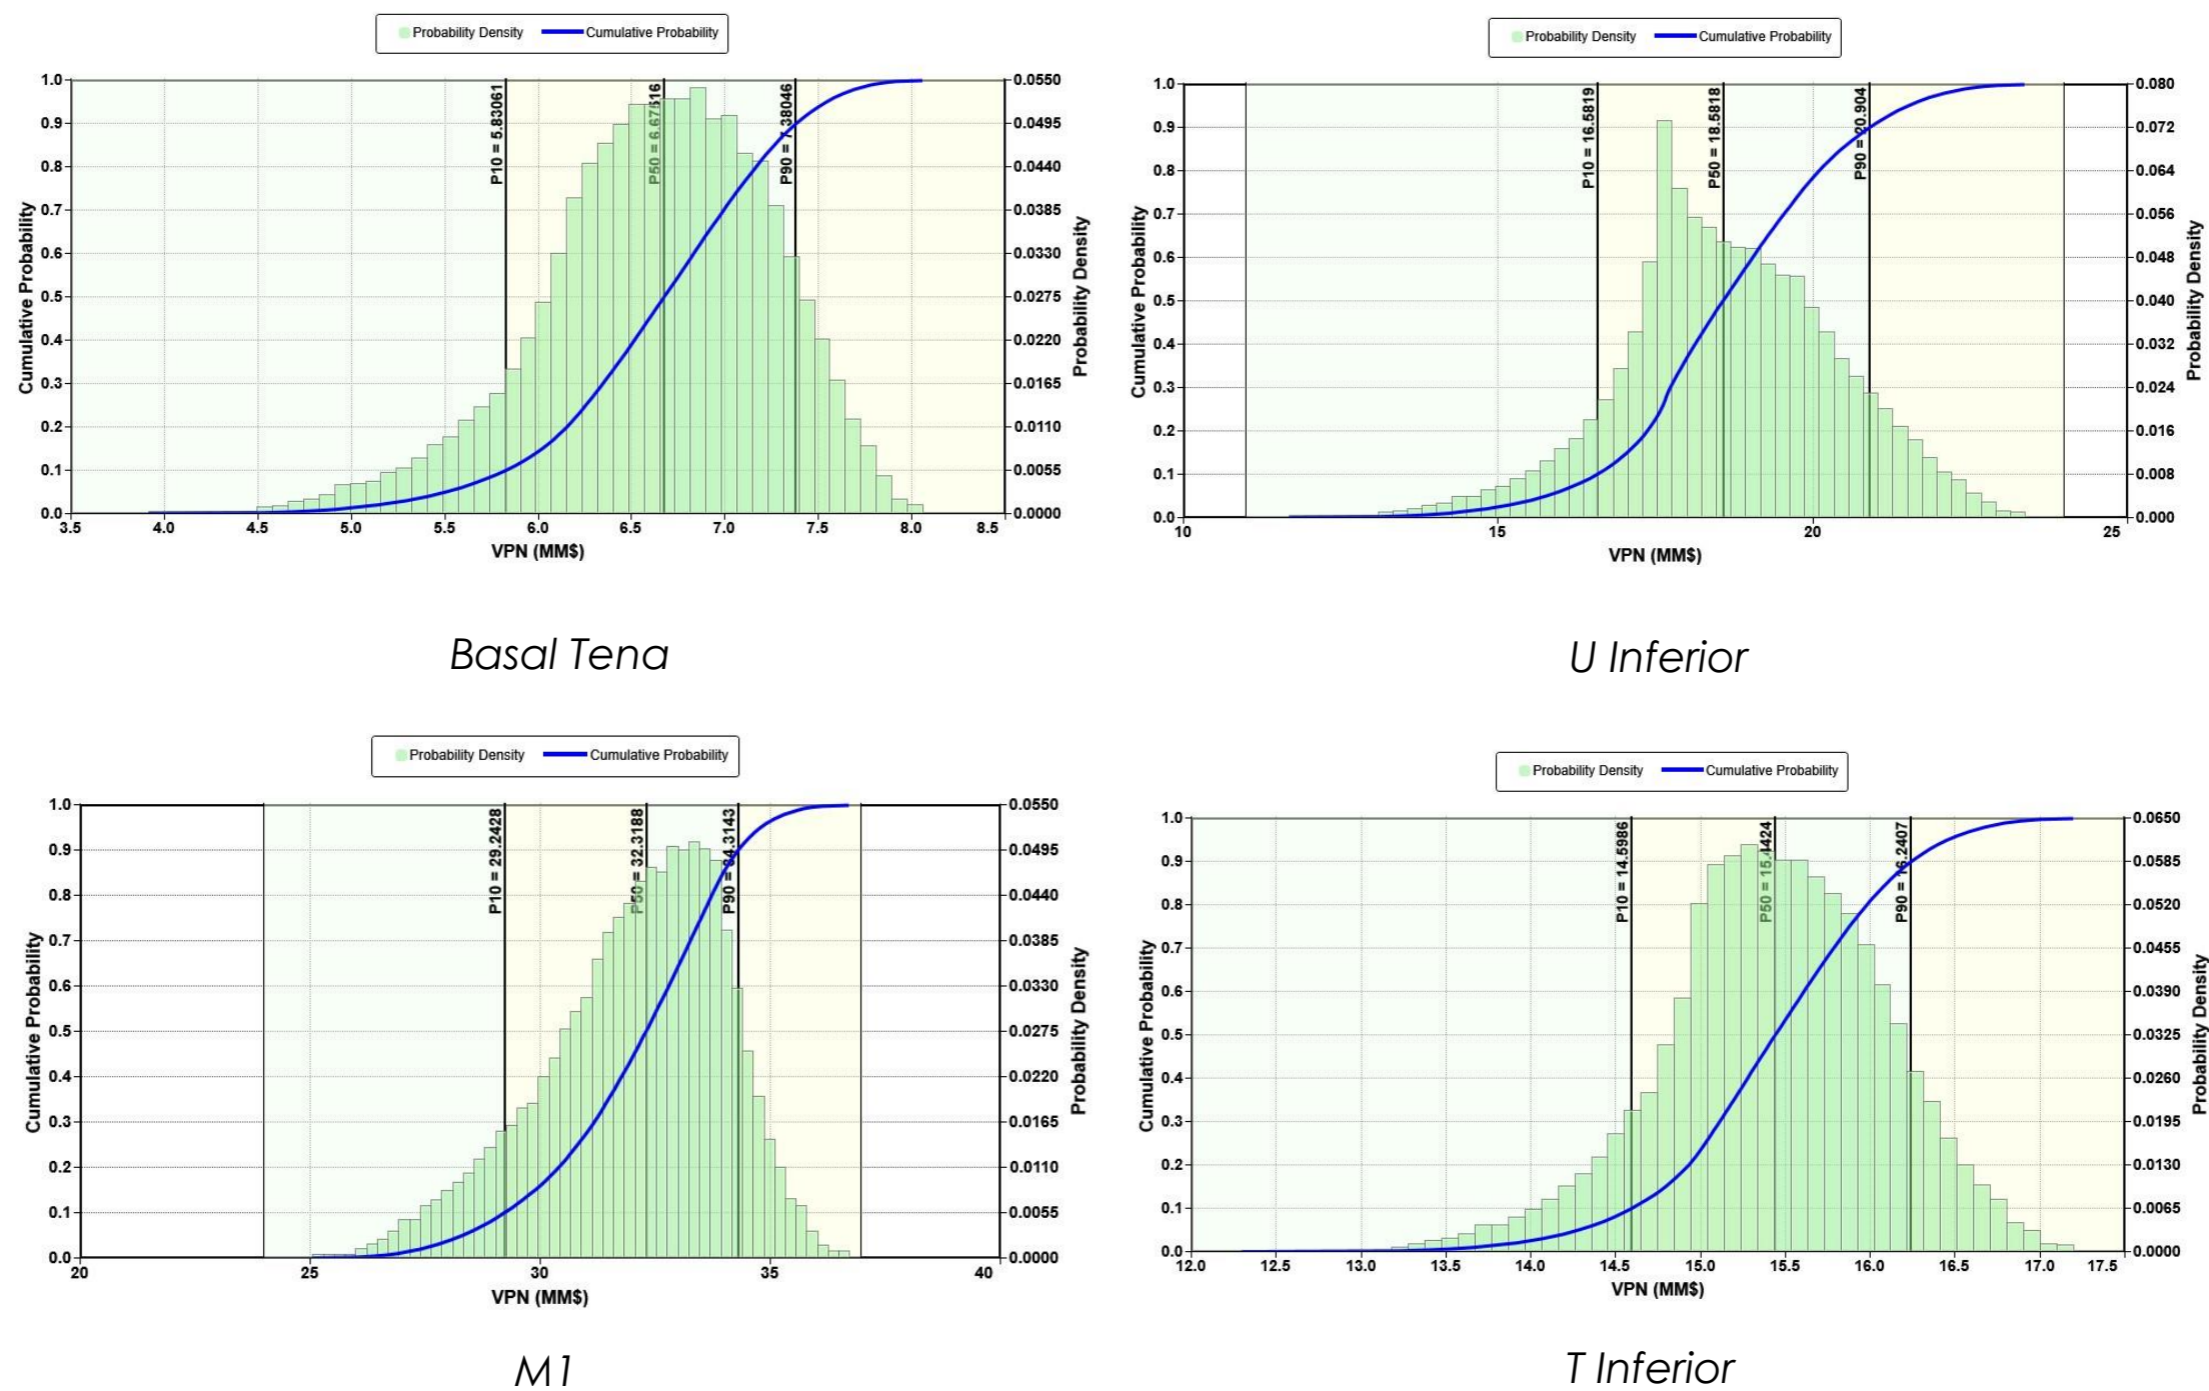 Probability Density Cumulative Probability
1.0 0.9 0.8 0.7 0.6 0.5 0.4 0.3 0.2 0.1 0.0
Cumulative Probability
P10 = 5.83061
P50 = 6.67516
P90 = 7.38046
0.0550 0.0495 0.0440 0.0385 0.0330 0.0275 0.0220 0.0165 0.0110 0.0055 0.0000
Probability Density
3.5 4.0 4.5 5.0 5.5 6.0 6.5 7.0 7.5 8.0 8.5
VPN (MM$)
Basal Tena
Probability Density Cumulative Probability
1.0 0.9 0.8 0.7 0.6 0.5 0.4 0.3 0.2 0.1 0.0
Cumulative Probability
P10 = 16.5819
P50 = 18.5818
P90 = 20.904
0.080 0.072 0.064 0.056 0.048 0.040 0.032 0.024 0.016 0.008 0.000
Probability Density
10 15 20 25
VPN (MM$)
U Inferior
Probability Density Cumulative Probability
1.0 0.9 0.8 0.7 0.6 0.5 0.4 0.3 0.2 0.1 0.0
Cumulative Probability
P10 = 29.2428
P50 = 32.3188
P90 = 34.3143
0.0550 0.0495 0.0440 0.0385 0.0330 0.0275 0.0220 0.0165 0.0110 0.0055 0.0000
Probability Density
20 25 30 35 40
VPN (MM$)
M1
Probability Density Cumulative Probability
1.0 0.9 0.8 0.7 0.6 0.5 0.4 0.3 0.2 0.1 0.0
Cumulative Probability
P10 = 14.5986
P50 = 15.4424
P90 = 16.2407
0.0650 0.0585 0.0520 0.0455 0.0390 0.0325 0.0260 0.0195 0.0130 0.0065 0.0000
Probability Density
12.0 12.5 13.0 13.5 14.0 14.5 15.0 15.5 16.0 16.5 17.0 17.5
VPN (MM$)
T Inferior